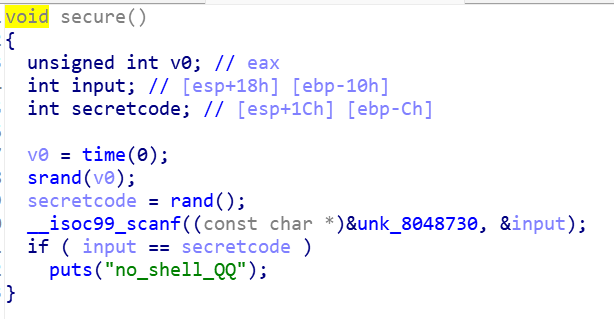 void secure()
{
unsigned int v0; // eax
int input; // [esp+18h] [ebp-10h]
int secretcode; // [esp+1Ch] [ebp-Ch]
v0 = time(0);
srand(v0);
secretcode = rand();
__isoc99_scanf((const char *)&unk_8048730, &input);
if ( input == secretcode )
puts("no_shell_QQ");
}